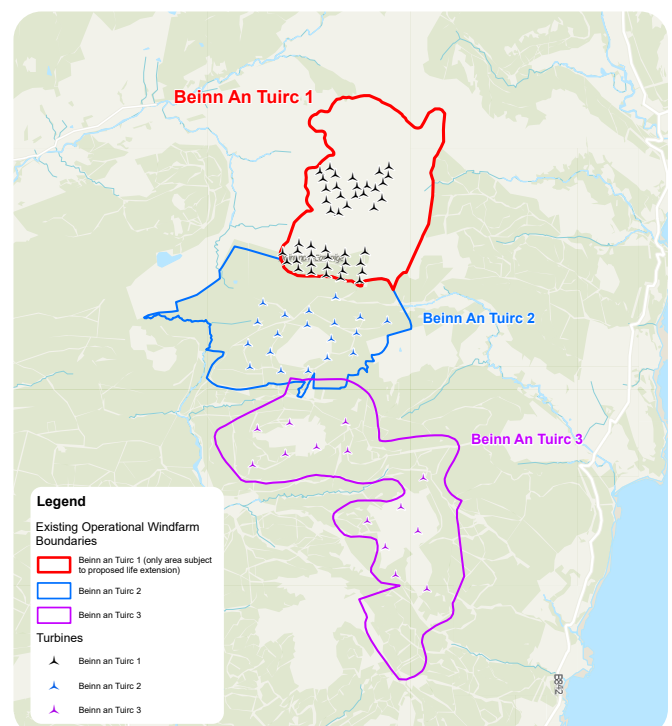 Beinn An Tuirc 1
Beinn An Tuirc 2
Beinn An Tuirc 3
Legend
Existing Operational Windfarm
Boundaries
Beinn an Tuirc 1 (only area subject
to proposed life extension)
Beinn an Tuirc 2
Beinn an Tuirc 3
Turbines
Beinn an Tuirc 1
Beinn an Tuirc 2
Beinn an Tuirc 3
B842